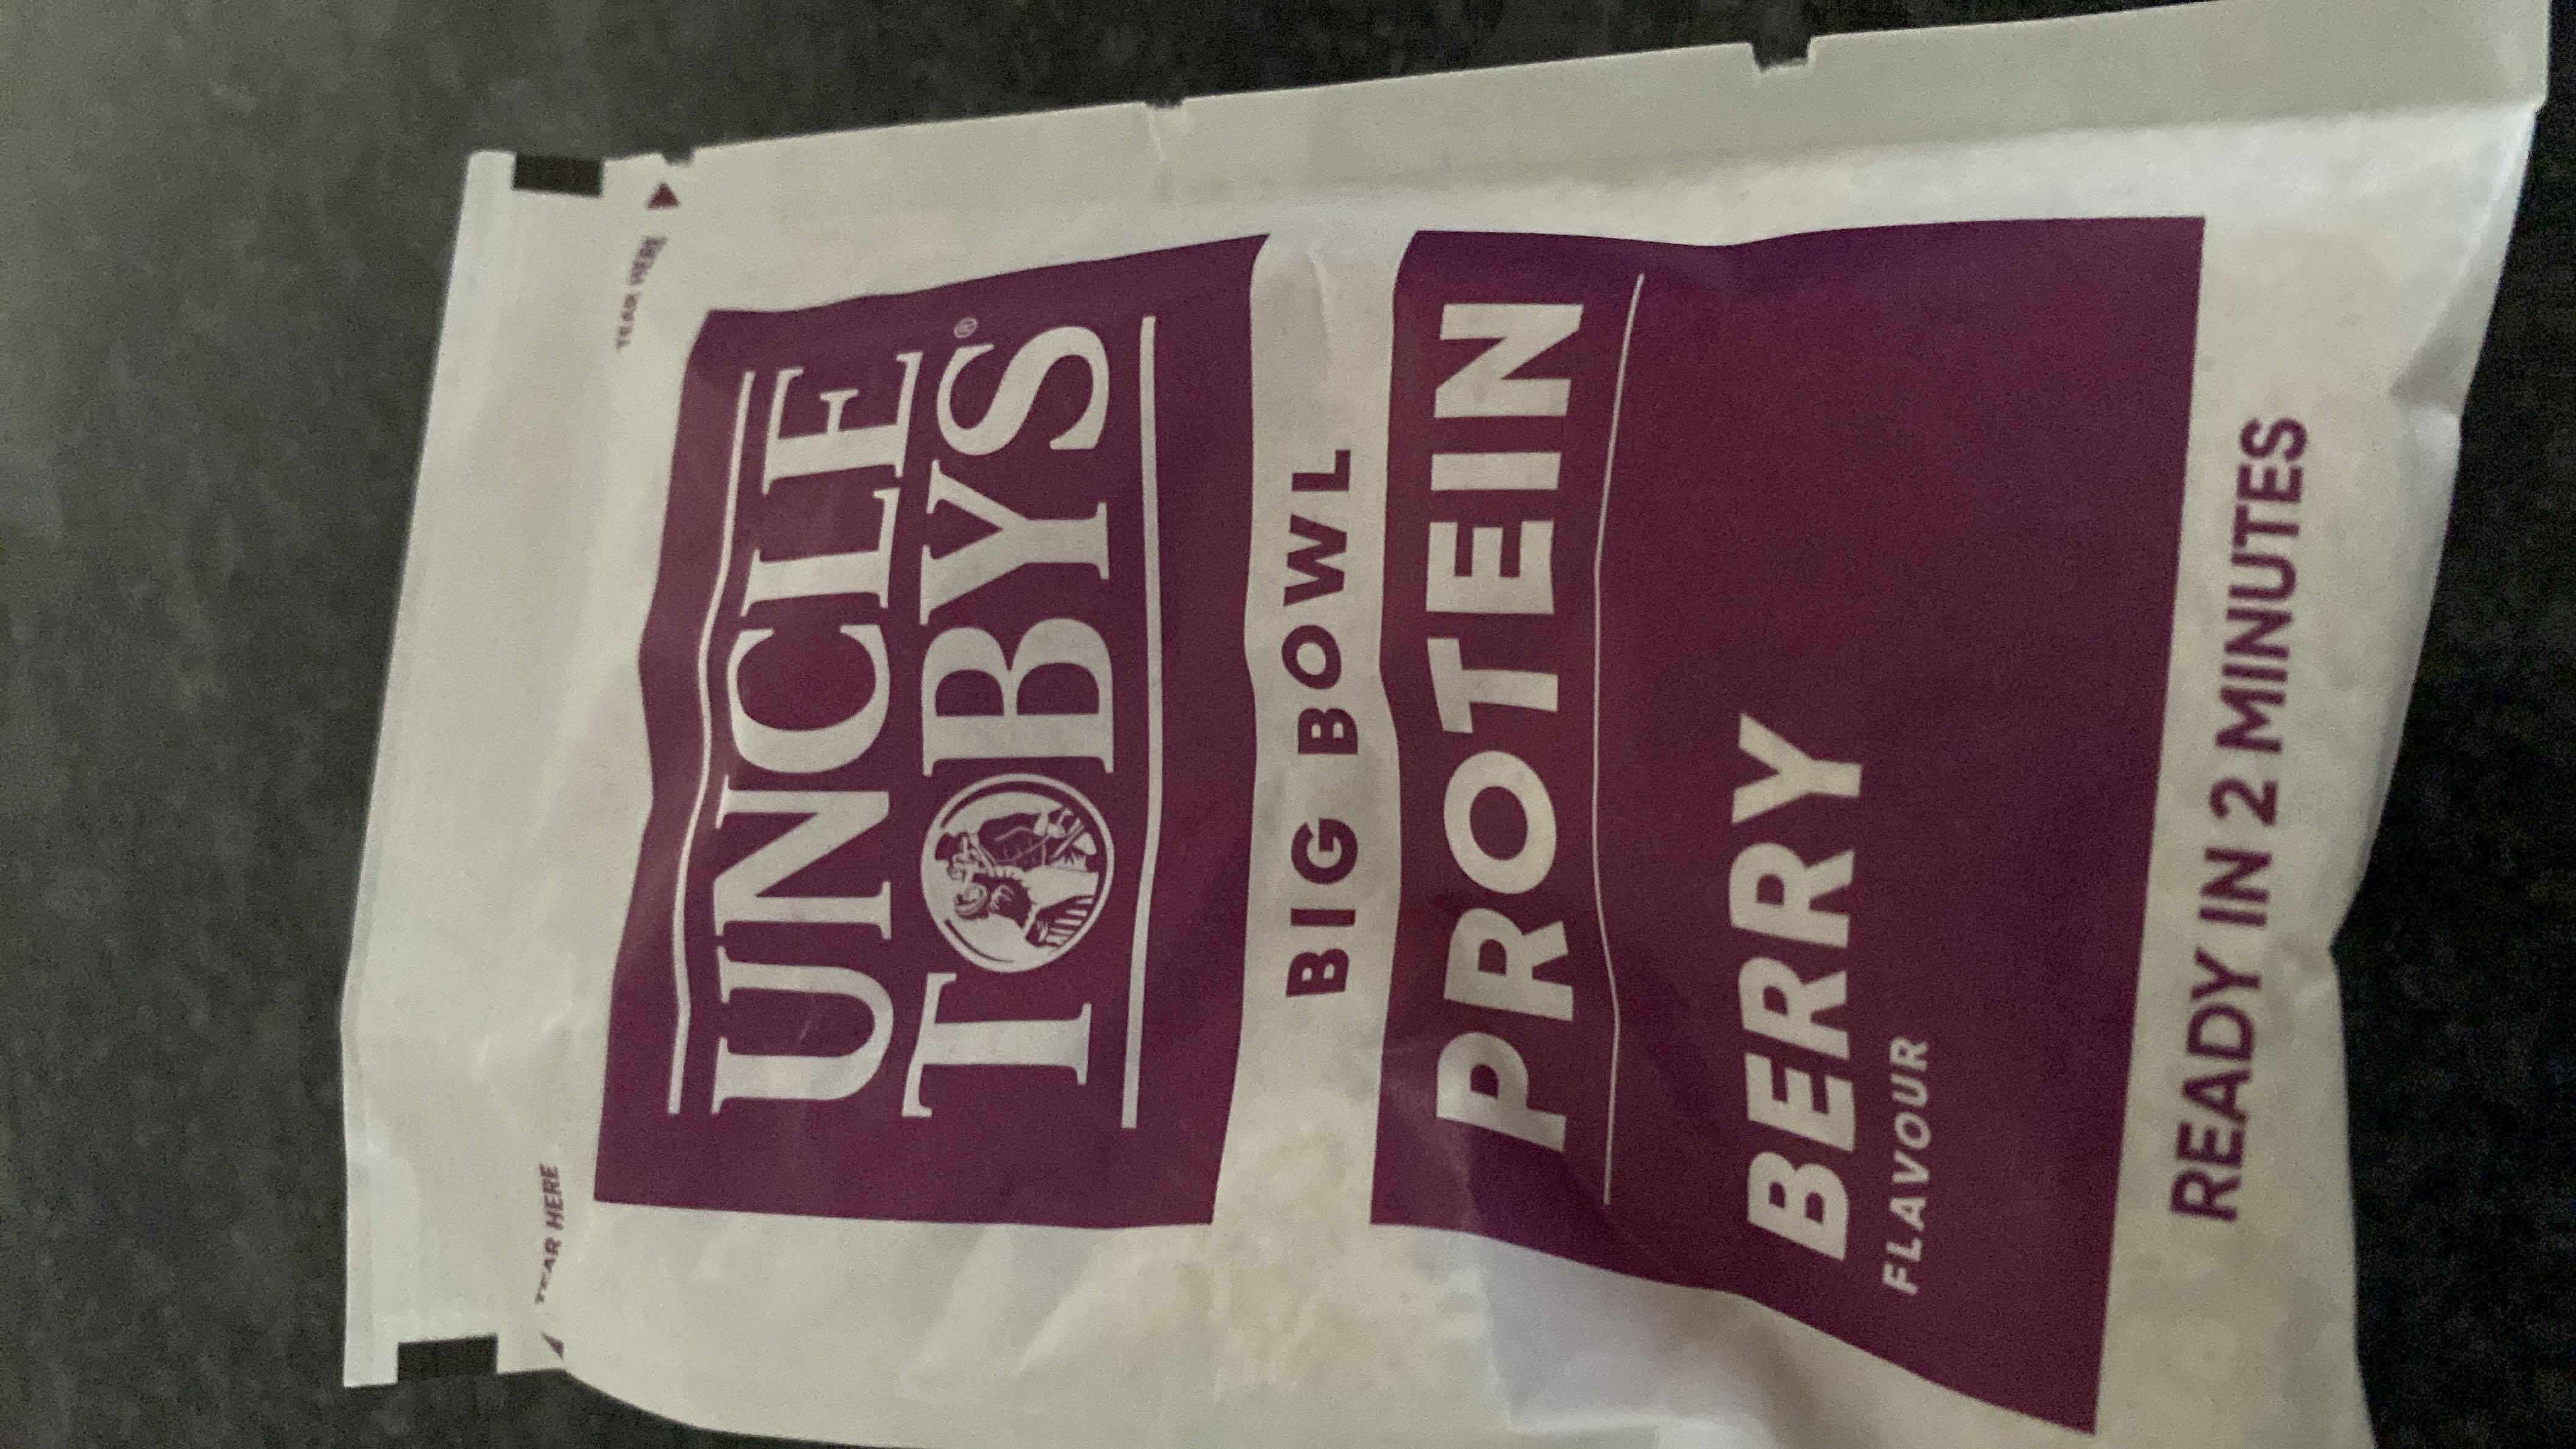 TEAR HERE TEAR HERE
UNCLE
TOBYS®
BIG BOWL
PROTEIN
BERRY
FLAVOUR
READY IN 2 MINUTES